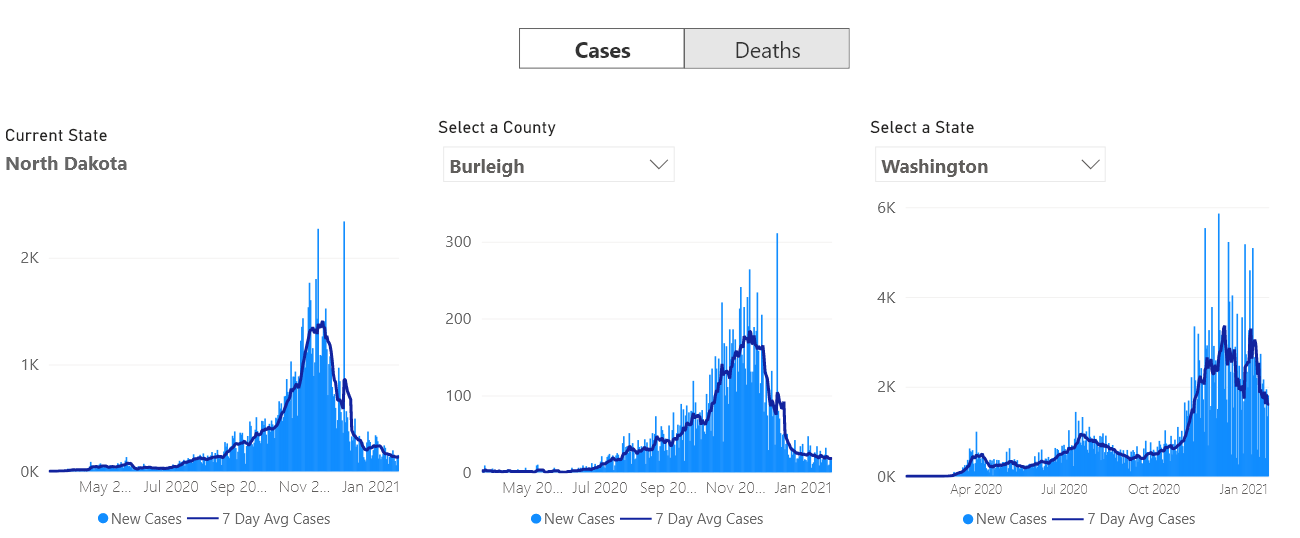 Cases
Deaths
Current State
North Dakota
2K
1K
0K
May 2... Jul 2020 Sep 20... Nov 2... Jan 2021
New Cases 7 Day Avg Cases
Select a County
Burleigh
300
200
100
0
May 20... Jul 2020 Sep 20... Nov 20... Jan 2021
New Cases 7 Day Avg Cases
Select a State
Washington
6K
4K
2K
0K
Apr 2020 Jul 2020 Oct 2020 Jan 2021
New Cases 7 Day Avg Cases